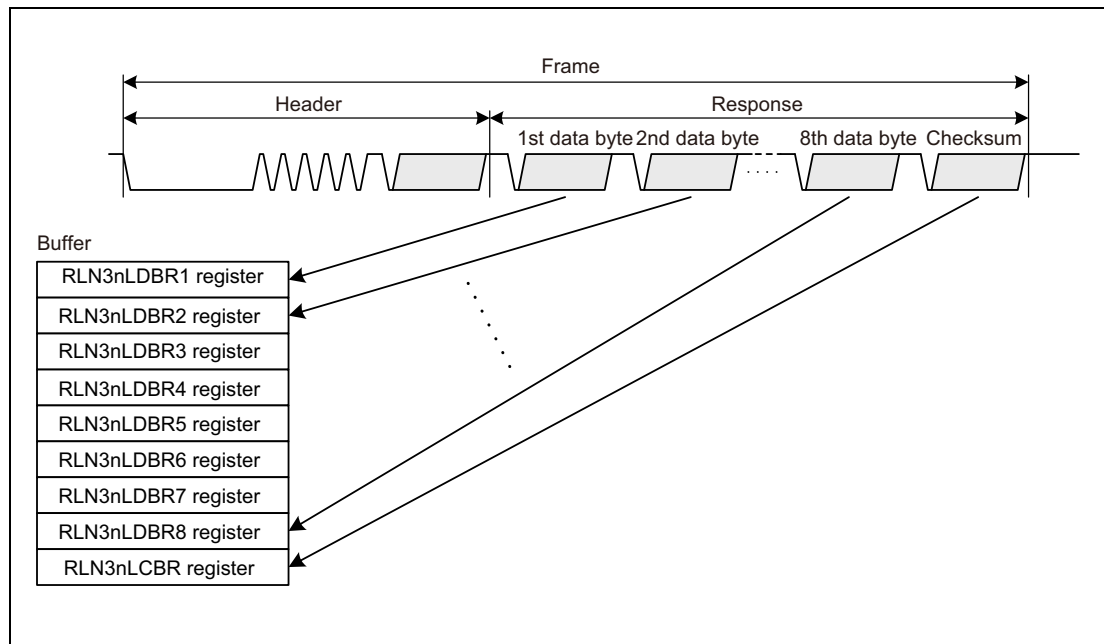 Frame
Header
Response
1st data byte
2nd data byte
8th data byte
Checksum
Buffer
RLN3nLDBR1 register
RLN3nLDBR2 register
RLN3nLDBR3 register
RLN3nLDBR4 register
RLN3nLDBR5 register
RLN3nLDBR6 register
RLN3nLDBR7 register
RLN3nLDBR8 register
RLN3nLCBR register